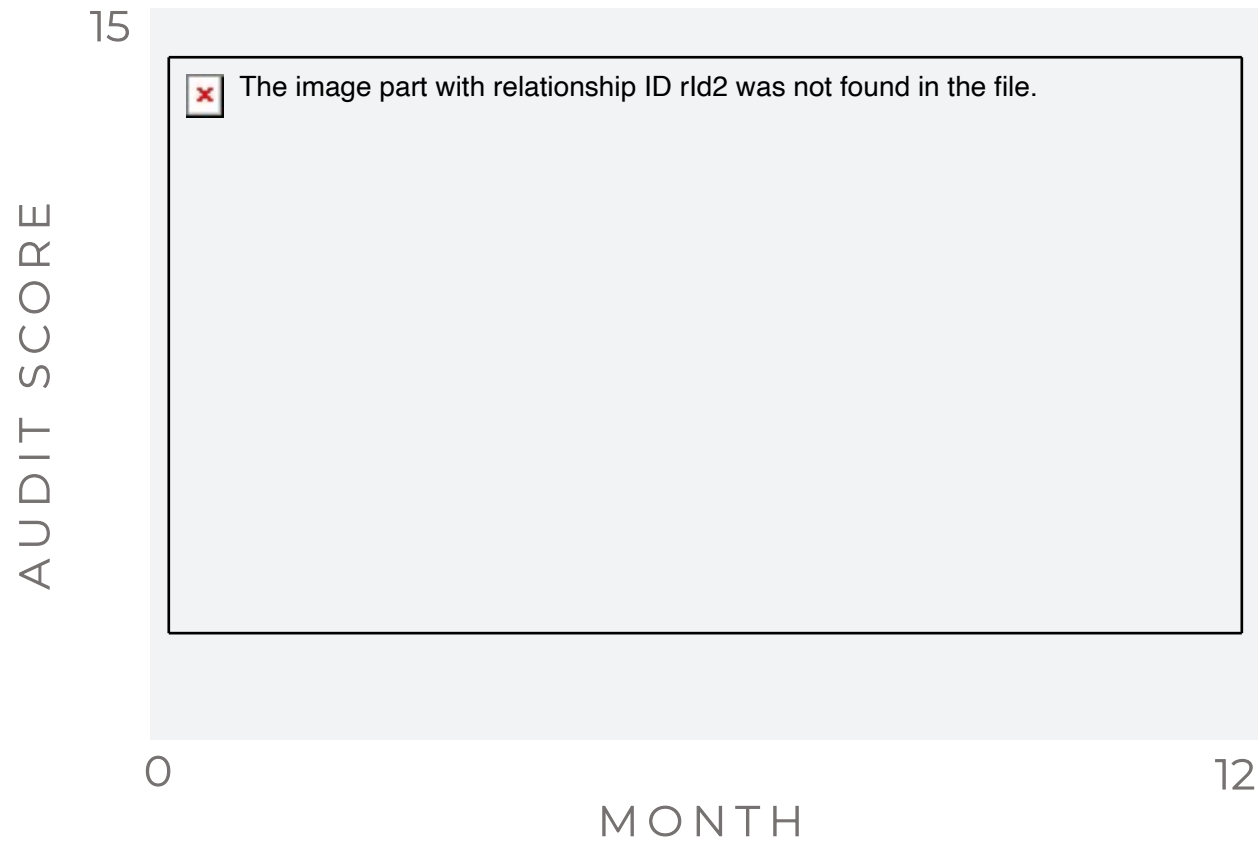 15
The image part with relationship ID rId2 was not found in the file.
AUDIT SCORE
0
12
MONTH